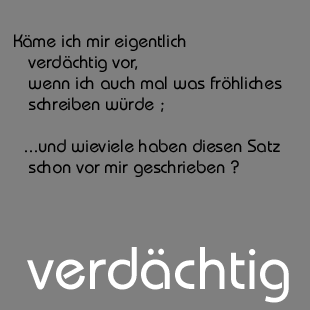 Käme ich mir eigentlich
verdächtig vor,
wenn ich auch mal was fröhliches
schreiben würde ;
...und wieviele haben diesen Satz
schon vor mir geschrieben ?
verdächtig